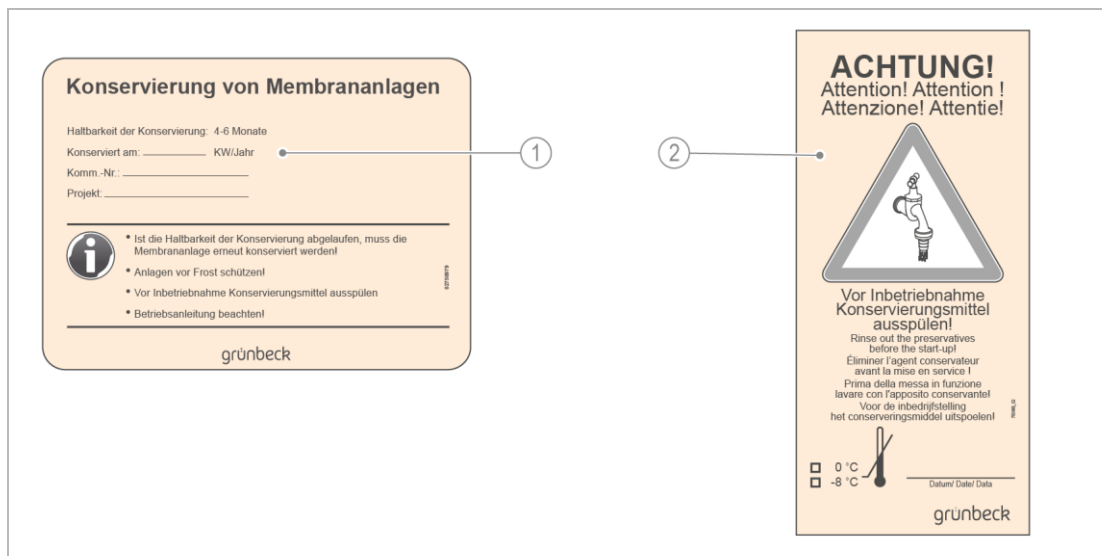 Konservierung von Membrananlagen
Haltbarkeit der Konservierung: 4-6 Monate
Konserviert am: __________ KW/Jahr
Komm.-Nr.: __________
Projekt: __________
• Ist die Haltbarkeit der Konservierung abgelaufen, muss die
Membrananlage erneut konserviert werden!
• Anlagen vor Frost schützen!
• Vor Inbetriebnahme Konservierungsmittel ausspülen
• Betriebsanleitung beachten!
grünbeck
1
2
ACHTUNG!
Attention! Attention !
Attenzione! Attentie!
Vor Inbetriebnahme
Konservierungsmittel
ausspülen!
Rinse out the preservatives
before the start-up!
Éliminer l'agent conservateur
avant la mise en service !
Prima della messa in funzione
lavare con l'apposito conservante!
Voor de inbedrijfstelling
het conserveringsmiddel uitspoelen!
0 °C
-8 °C
Datum/ Date/ Data
grünbeck